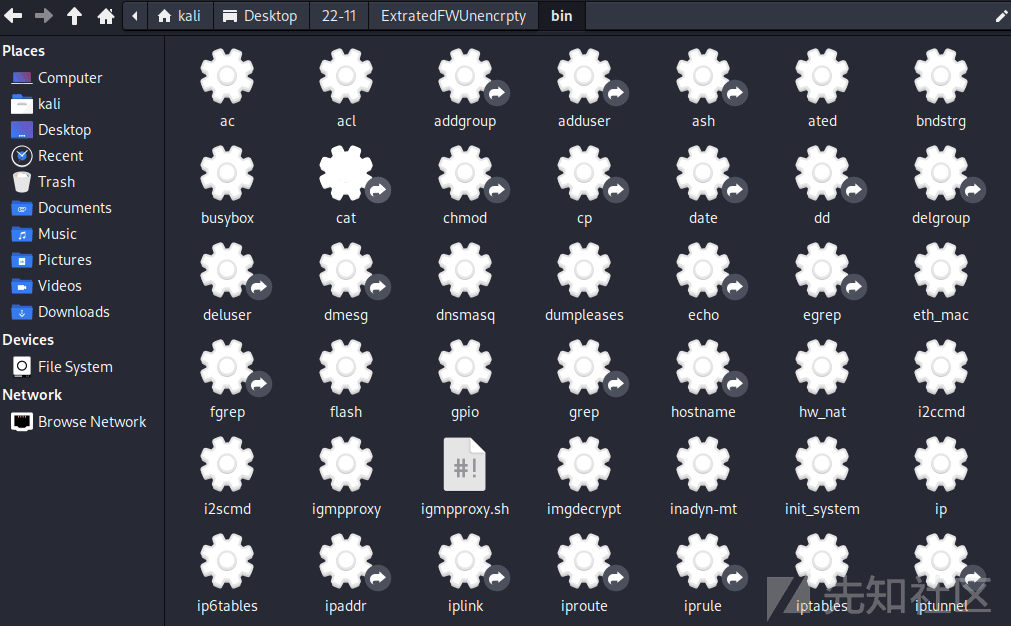 kali Desktop 22-11 ExtratedFWUnencrpty bin
Places
Computer
kali
Desktop
Recent
Trash
Documents
Music
Pictures
Videos
Downloads
Devices
File System
Network
Browse Network
ac acl addgroup adduser ash ated bndstrg
busybox cat chmod cp date dd delgroup
deluser dmesg dnsmasq dumpleases echo egrep eth_mac
fgrep flash gpio grep hostname hw_nat i2ccmd
#!
i2scmd igmpproxy igmpproxy.sh imgdecrypt inadyn-mt init_system ip
ip6tables ipaddr iplink iproute iprule iptables iptunnel
先知社区